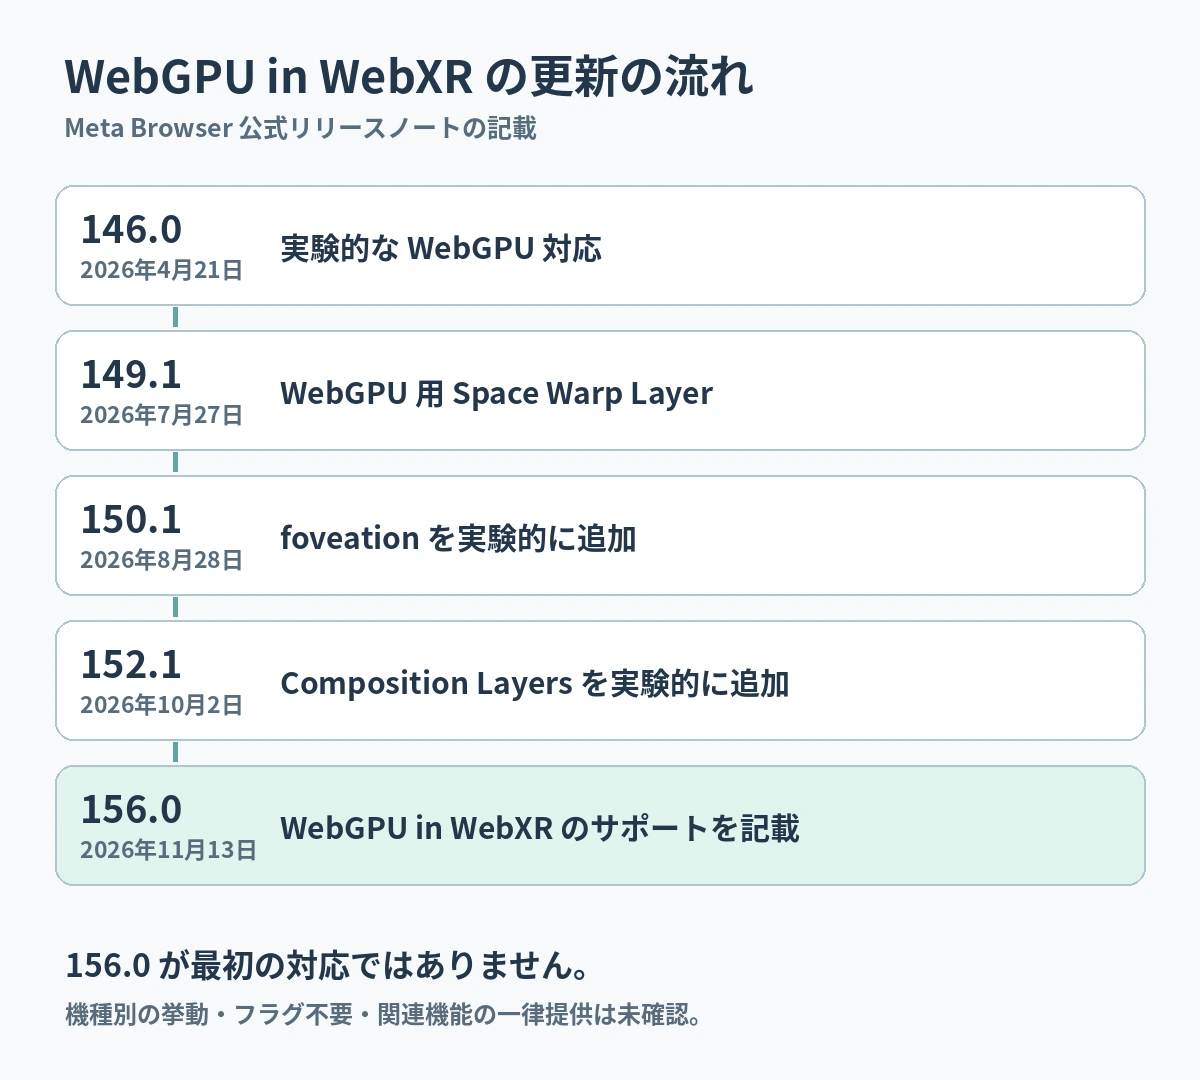 WebGPU in WebXR の更新の流れ
Meta Browser 公式リリースノートの記載
146.0
2026年4月21日
実験的な WebGPU 対応
149.1
2026年7月27日
WebGPU 用 Space Warp Layer
150.1
2026年8月28日
foveation を実験的に追加
152.1
2026年10月2日
Composition Layers を実験的に追加
156.0
2026年11月13日
WebGPU in WebXR のサポートを記載
156.0 が最初の対応ではありません。
機種別の挙動・フラグ不要・関連機能の一律提供は未確認。